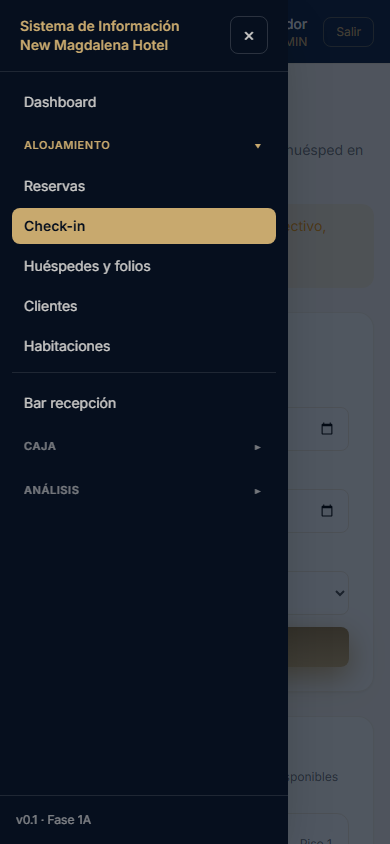 Sistema de Información
New Magdalena Hotel
✕
Dashboard
ALOJAMIENTO
Reservas
Check-in
Huéspedes y folios
Clientes
Habitaciones
Bar recepción
CAJA
ANÁLISIS
v0.1 · Fase 1A
dor
MIN
Salir
huésped en
ectivo,
sponibles
Piso 1